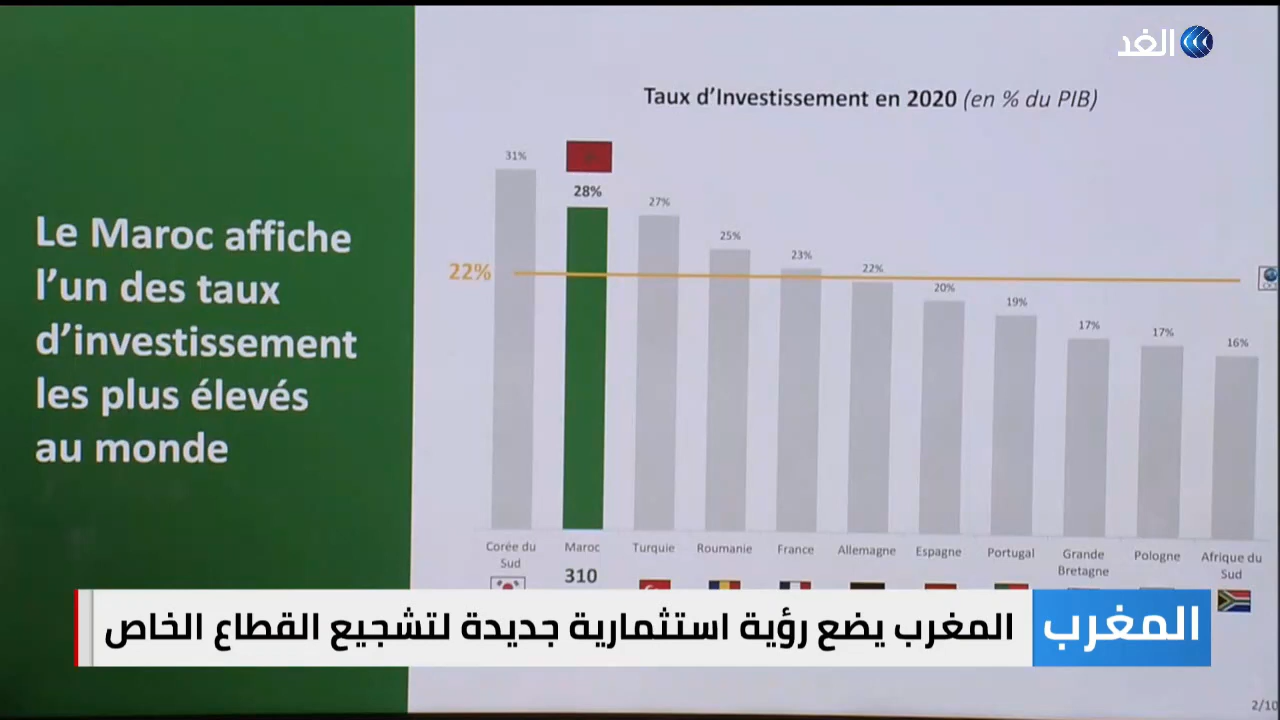 الغد
Taux d'Investissement en 2020 (en % du PIB)
Le Maroc affiche
l'un des taux
d'investissement
les plus élevés
au monde
31%
28%
27%
25%
23%
22%
20%
19%
17%
17%
16%
22%
Corée du Sud
Maroc
Turquie
Roumanie
France
Allemagne
Espagne
Portugal
Grande Bretagne
Pologne
Afrique du Sud
310
المغرب
المغرب يضع رؤية استثمارية جديدة لتشجيع القطاع الخاص
2/10